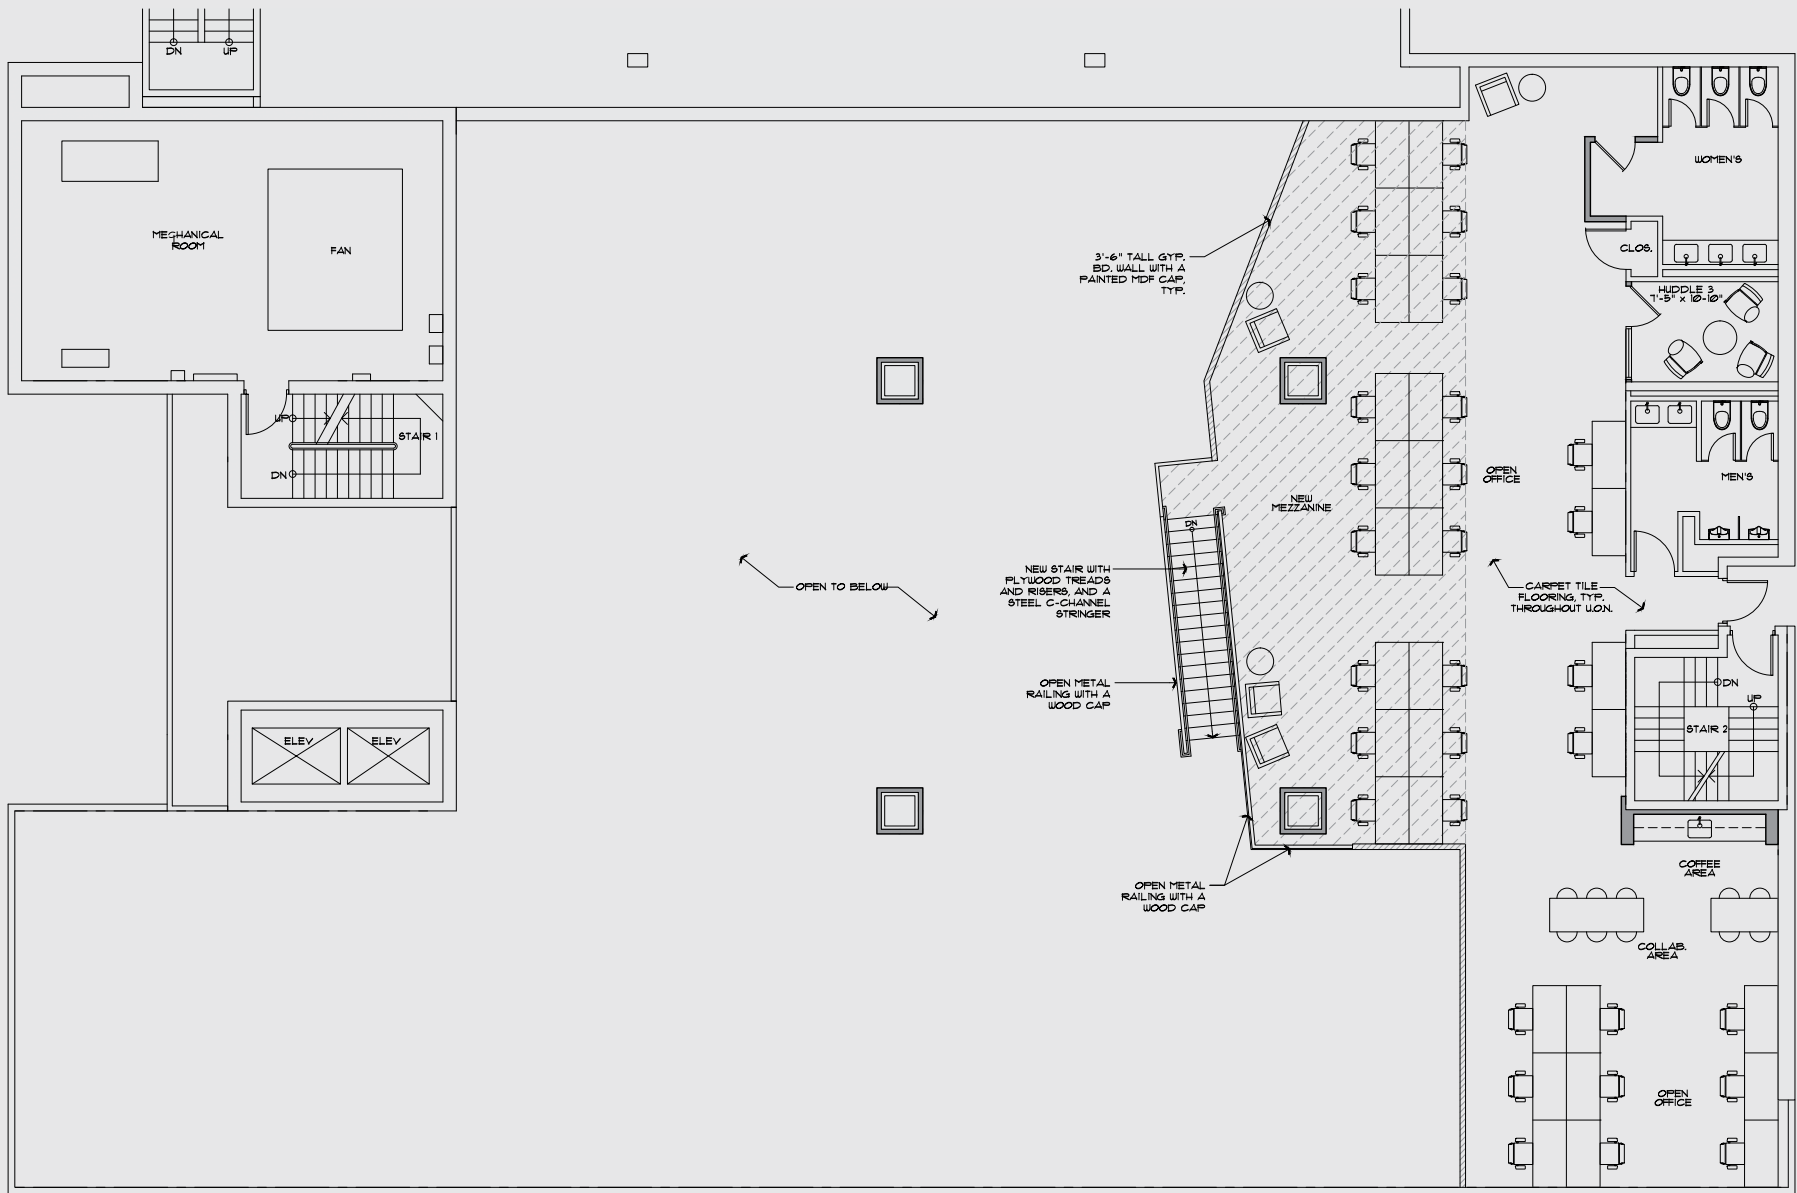 DN
UP
MECHANICAL
ROOM
FAN
UP
STAIR 1
DN
ELEV
ELEV
OPEN TO BELOW
3'-6" TALL GYP.
BD. WALL WITH A
PAINTED MDF CAP,
TYP.
NEW
MEZZANINE
DN
NEW STAIR WITH
PLYWOOD TREADS
AND RISERS, AND A
STEEL C-CHANNEL
STRINGER
OPEN METAL
RAILING WITH A
WOOD CAP
OPEN METAL
RAILING WITH A
WOOD CAP
OPEN
OFFICE
WOMEN'S
CLOS.
HUDDLE 3
7'-5" x 10-10"
MEN'S
CARPET TILE
FLOORING, TYP.
THROUGHOUT U.O.N.
DN
UP
STAIR 2
COFFEE
AREA
COLLAB.
AREA
OPEN
OFFICE